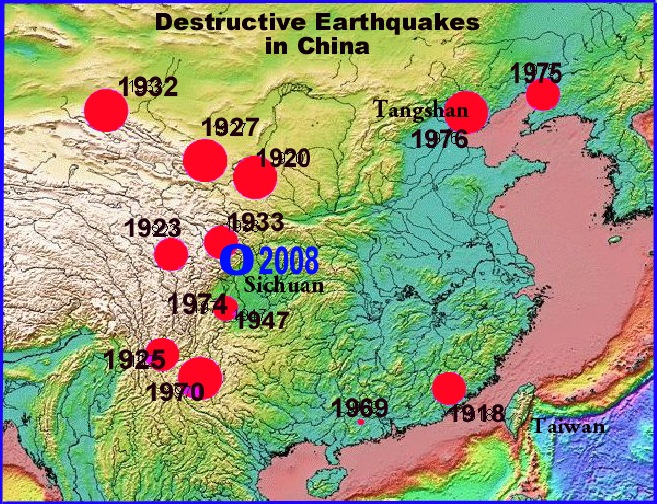 Destructive Earthquakes
in China
1975
1932
Tangshan
1927
1976
1920
1933
1923
2008
Sichuan
1974
1947
1925
1970
1969
1918
Taiwan